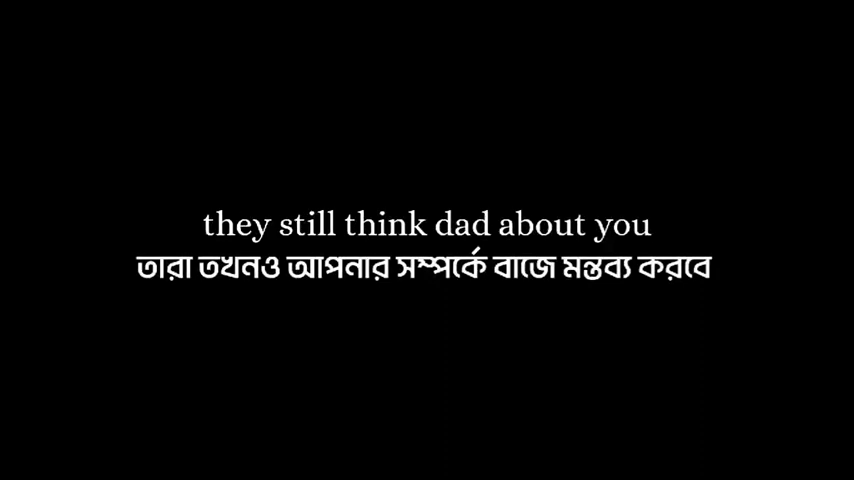 they still think dad about you
তারা তখনও আপনার সম্পর্কে বাজে মন্তব্য করবে